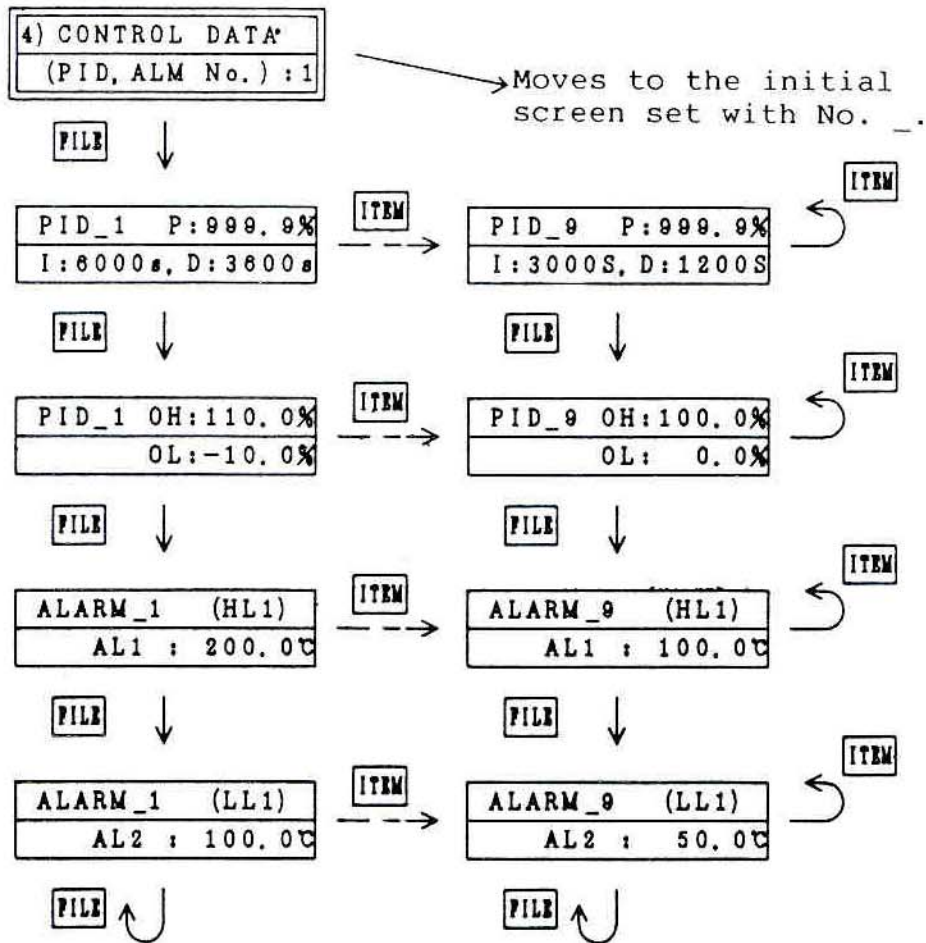 4) CONTROL DATA
(PID, ALM No.) : 1
Moves to the initial
screen set with No. _.
FILE
ITEM
PID_1 P:999.9%
I:6000s, D:3600s
ITEM
PID_9 P:999.9%
I:3000S, D:1200S
FILE
FILE
ITEM
PID_1 OH:110.0%
OL:-10.0%
ITEM
PID_9 OH:100.0%
OL: 0.0%
FILE
FILE
ITEM
ALARM_1 (HL1)
AL1 : 200.0℃
ITEM
ALARM_9 (HL1)
AL1 : 100.0℃
FILE
FILE
ITEM
ALARM_1 (LL1)
AL2 : 100.0℃
ITEM
ALARM_9 (LL1)
AL2 : 50.0℃
FILE
FILE